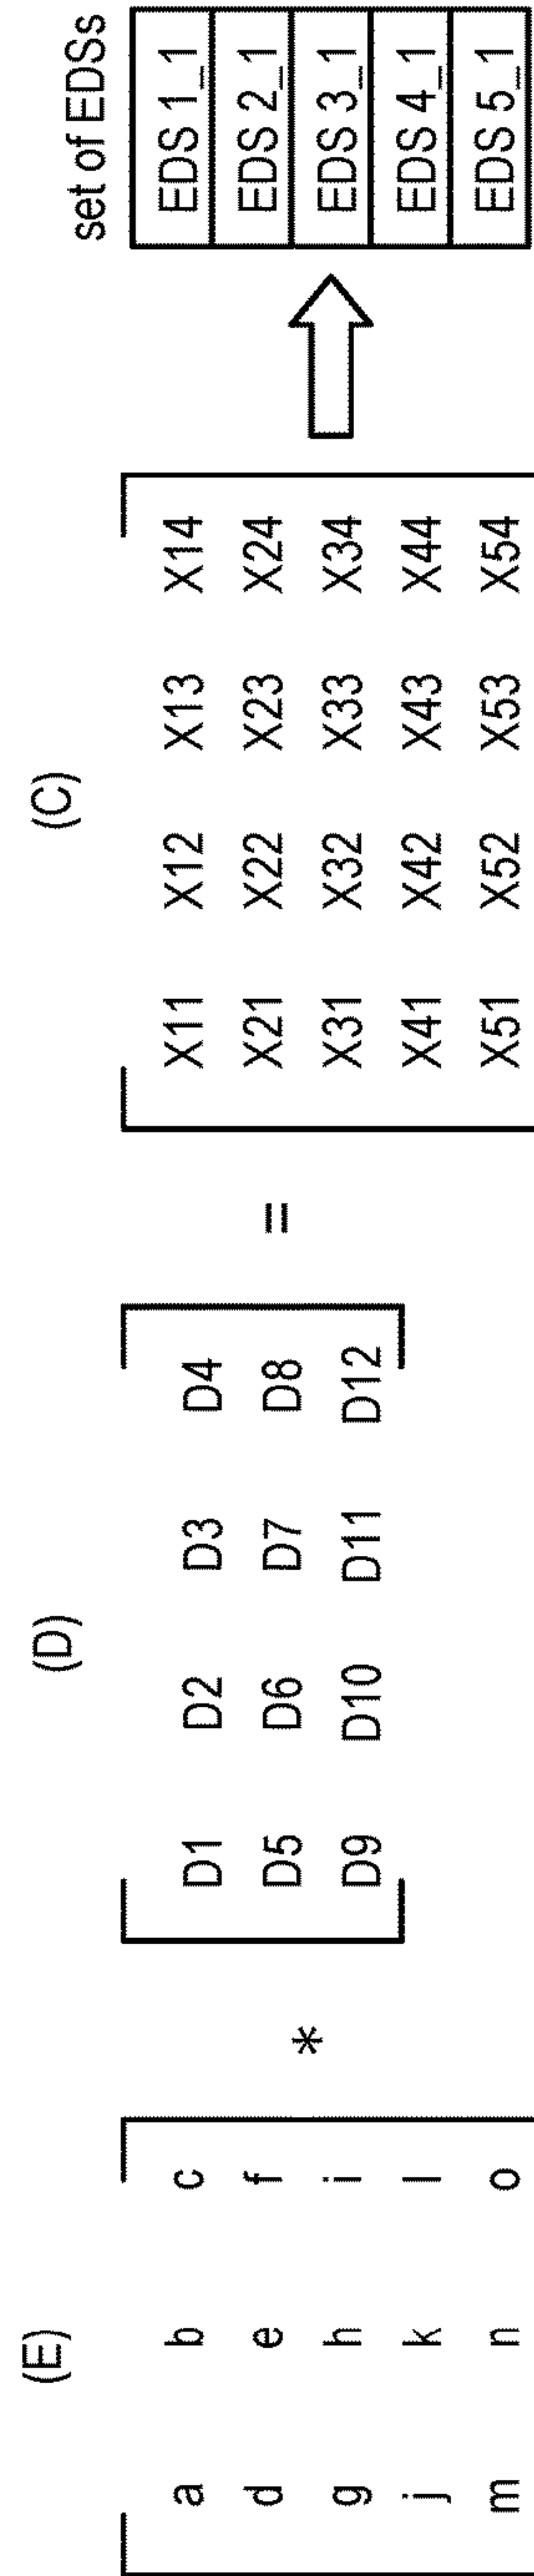 (E) (D) (C) set of EDSs
a b c D1 D2 D3 D4 X11 X12 X13 X14 EDS 1_1
d e f * D5 D6 D7 D8 = X21 X22 X23 X24 EDS 2_1
g h i D9 D10 D11 D12 X31 X32 X33 X34 EDS 3_1
j k l X41 X42 X43 X44 EDS 4_1
m n o X51 X52 X53 X54 EDS 5_1